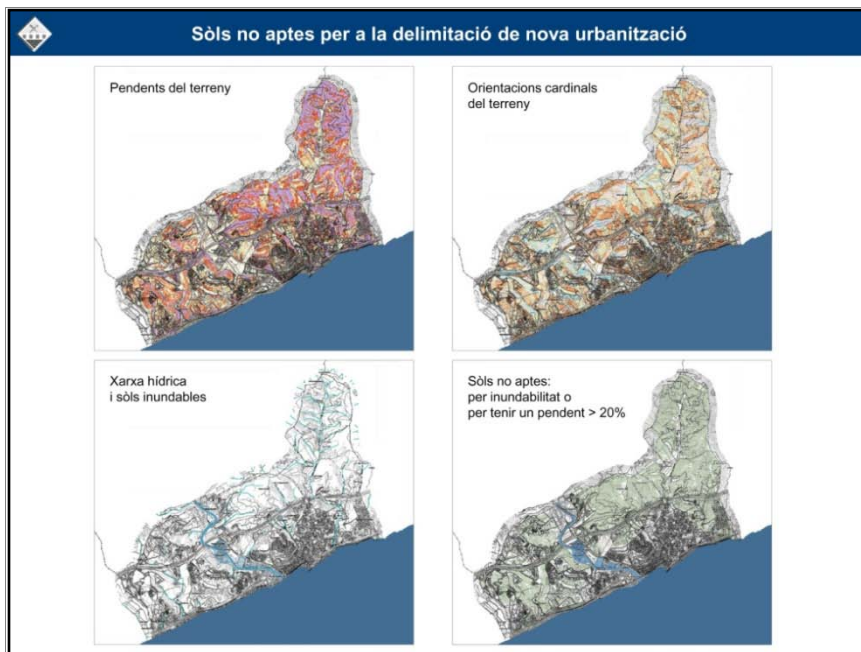 Sòls no aptes per a la delimitació de nova urbanització
Pendents del terreny
Orientacions cardinals
del terreny
Xarxa hídrica
i sòls inundables
Sòls no aptes:
per inundabilitat o
per tenir un pendent > 20%